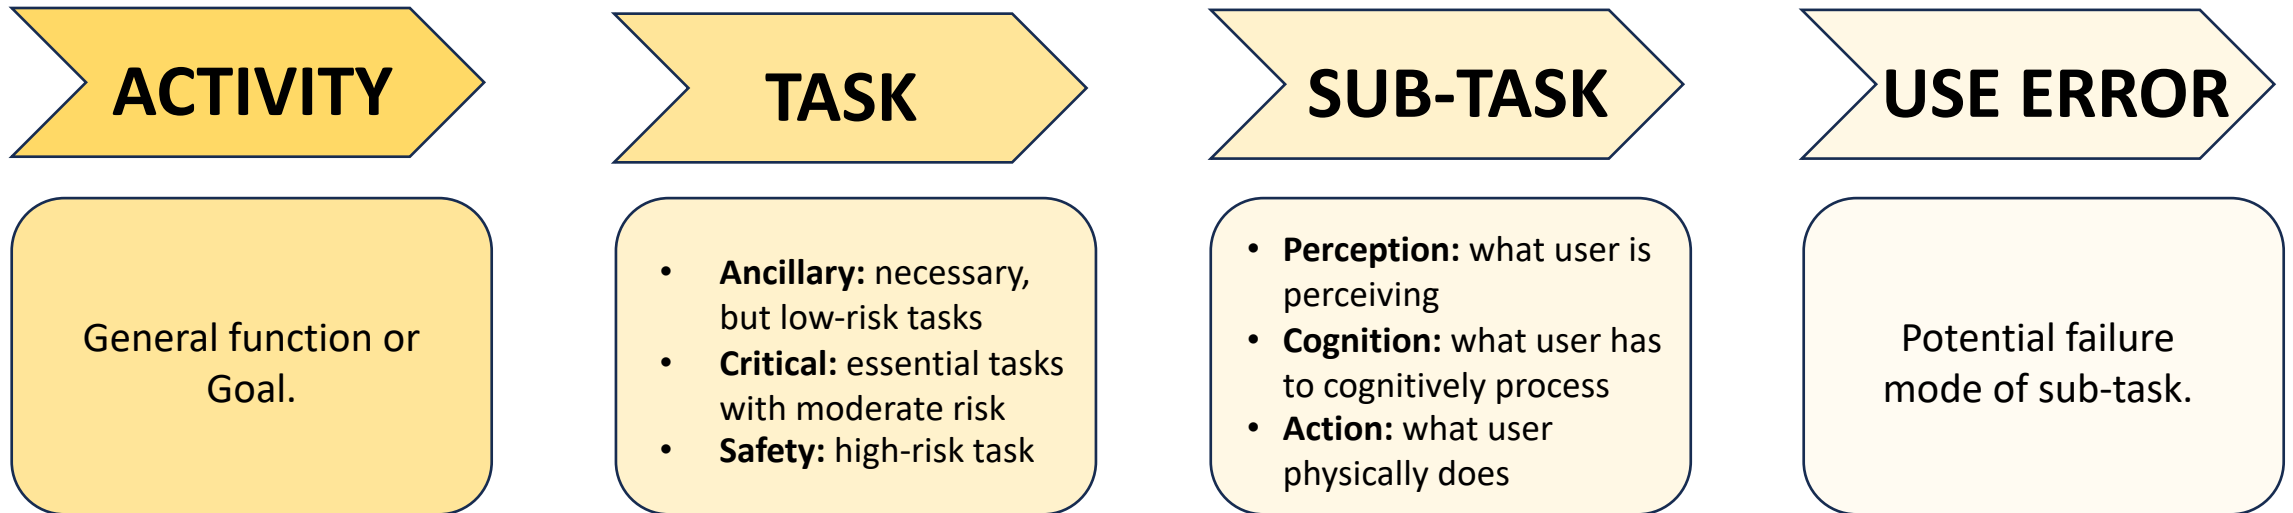 ACTIVITY
TASK
SUB-TASK
USE ERROR
General function or
Goal.
• Ancillary: necessary,
but low-risk tasks
• Critical: essential tasks
with moderate risk
• Safety: high-risk task
• Perception: what user is
perceiving
• Cognition: what user has
to cognitively process
• Action: what user
physically does
Potential failure
mode of sub-task.